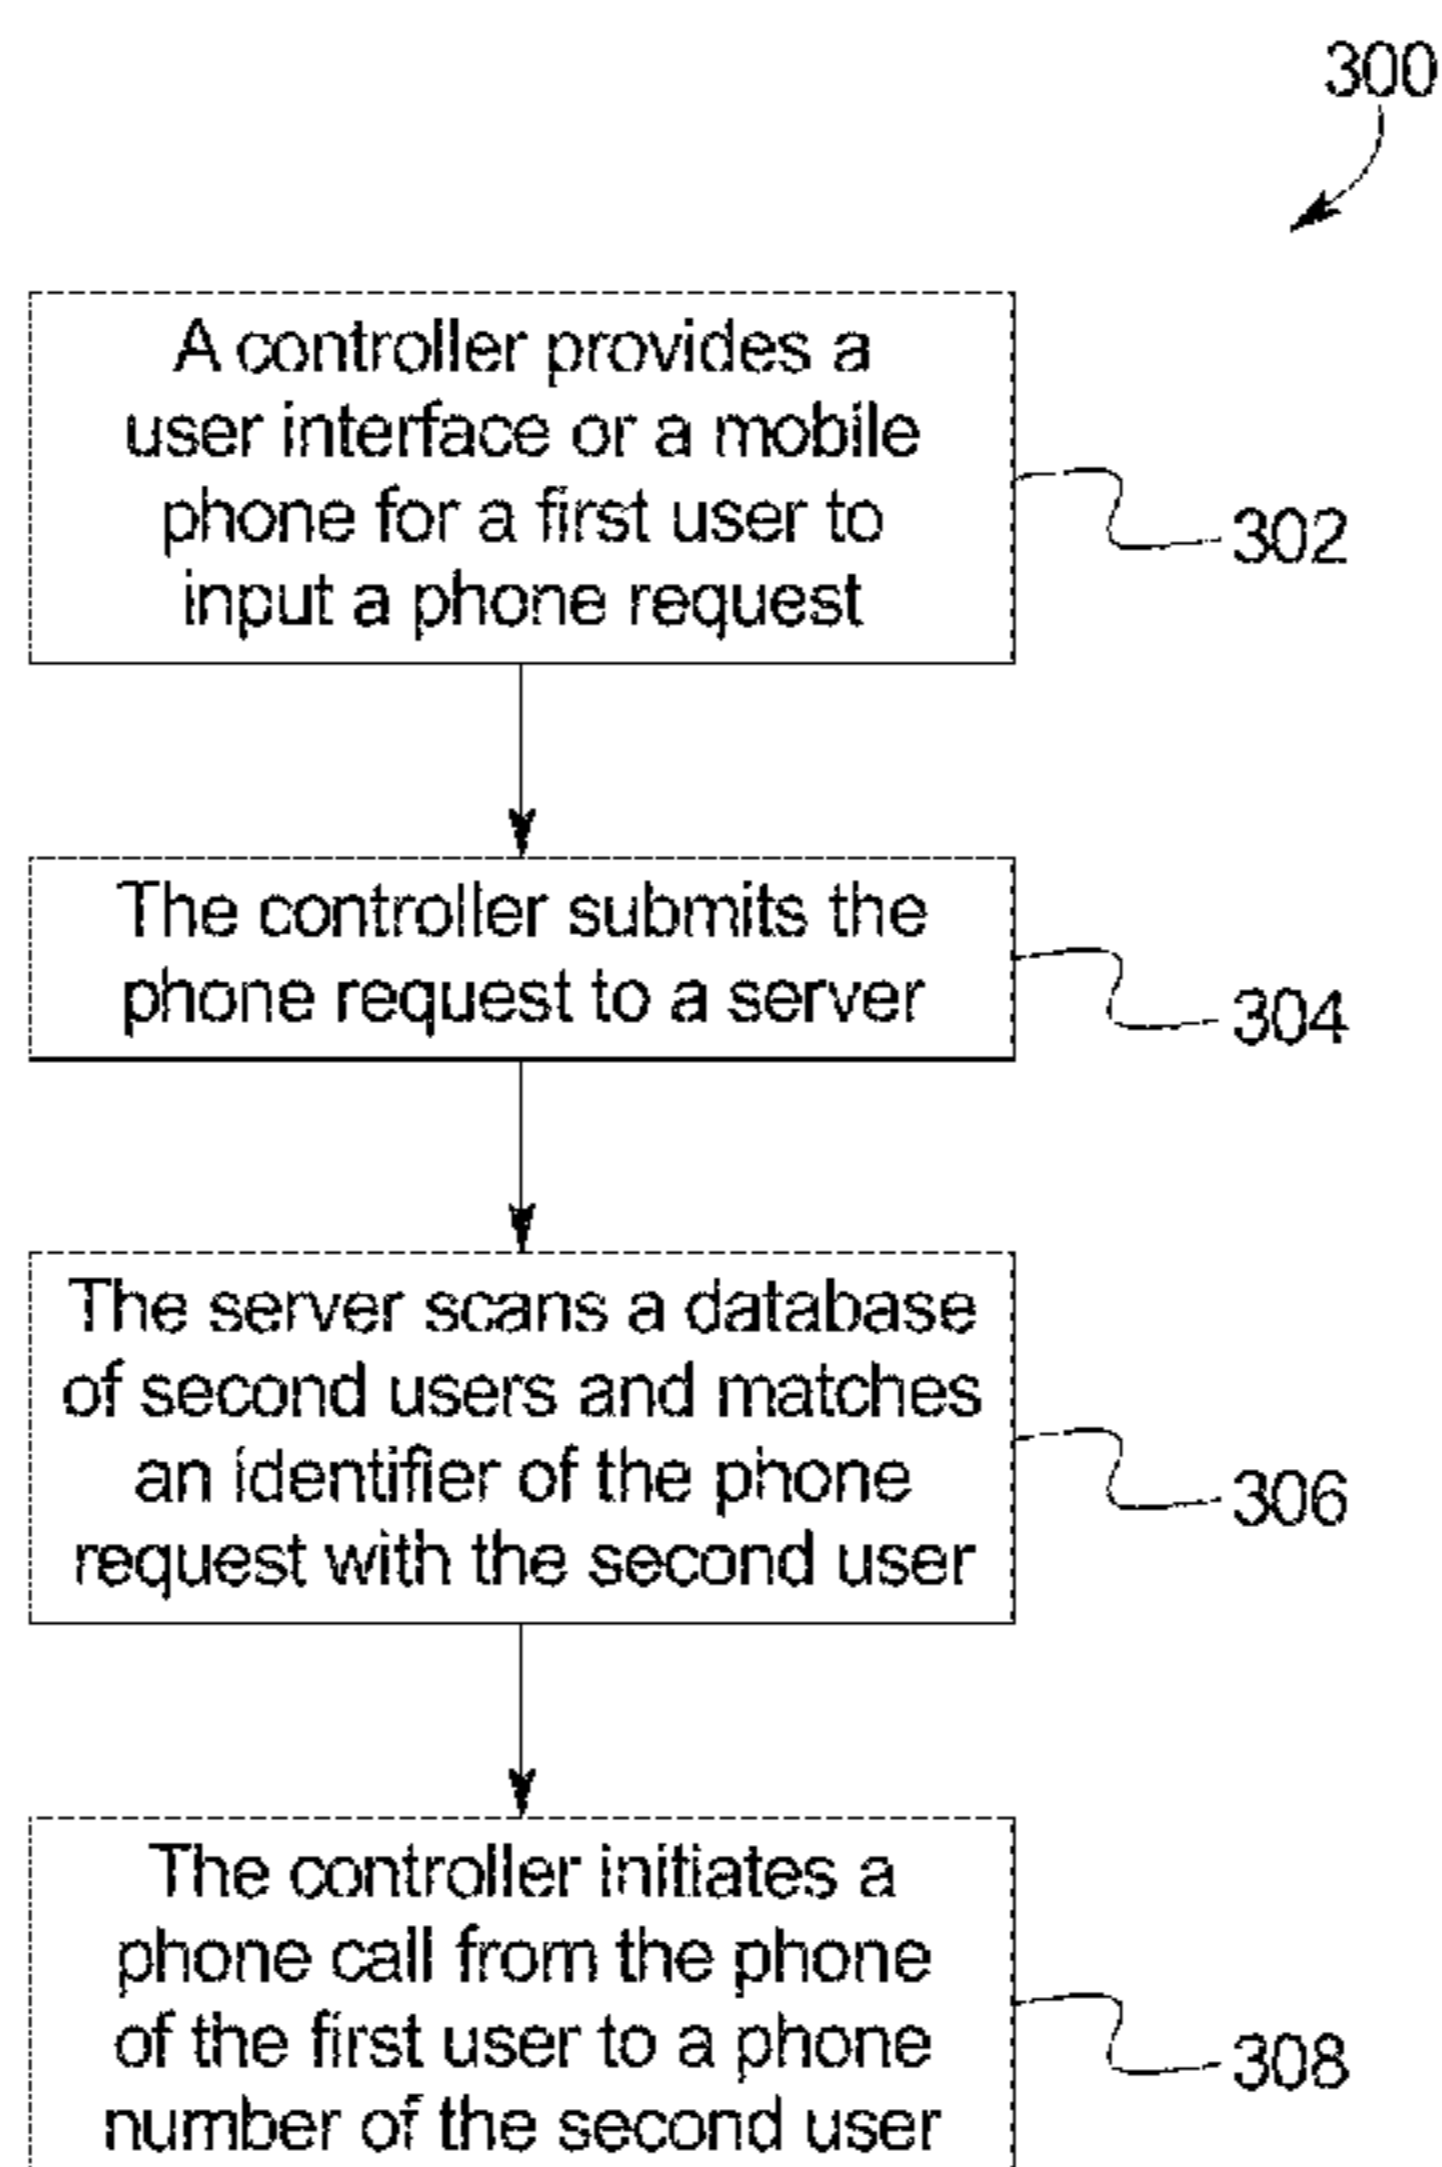 300
A controller provides a
user interface or a mobile
phone for a first user to
input a phone request
302
The controller submits the
phone request to a server
304
The server scans a database
of second users and matches
an identifier of the phone
request with the second user
306
The controller initiates a
phone call from the phone
of the first user to a phone
number of the second user
308